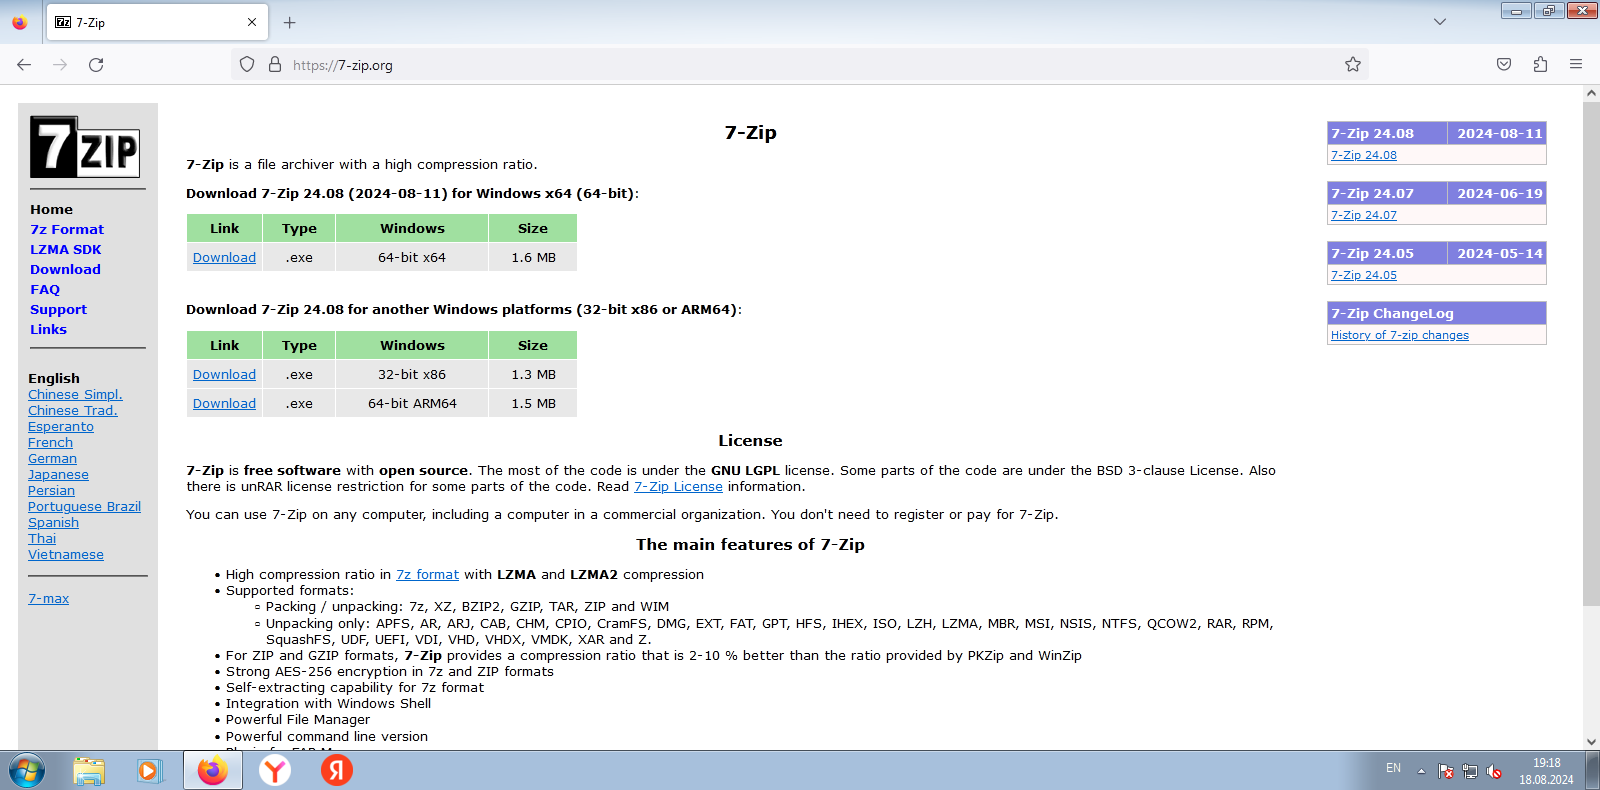 7-Zip
https://7-zip.org
7ZIP
Home
7z Format
LZMA SDK
Download
FAQ
Support
Links
English
Chinese Simpl.
Chinese Trad.
Esperanto
French
German
Japanese
Persian
Portuguese Brazil
Spanish
Thai
Vietnamese
7-max
7-Zip
7-Zip is a file archiver with a high compression ratio.
Download 7-Zip 24.08 (2024-08-11) for Windows x64 (64-bit):
Link Type Windows Size
Download .exe 64-bit x64 1.6 MB
Download 7-Zip 24.08 for another Windows platforms (32-bit x86 or ARM64):
Link Type Windows Size
Download .exe 32-bit x86 1.3 MB
Download .exe 64-bit ARM64 1.5 MB
License
7-Zip is free software with open source. The most of the code is under the GNU LGPL license. Some parts of the code are under the BSD 3-clause License. Also
there is unRAR license restriction for some parts of the code. Read 7-Zip License information.
You can use 7-Zip on any computer, including a computer in a commercial organization. You don't need to register or pay for 7-Zip.
The main features of 7-Zip
• High compression ratio in 7z format with LZMA and LZMA2 compression
• Supported formats:
Packing / unpacking: 7z, XZ, BZIP2, GZIP, TAR, ZIP and WIM
Unpacking only: APFS, AR, ARJ, CAB, CHM, CPIO, CramFS, DMG, EXT, FAT, GPT, HFS, IHEX, ISO, LZH, LZMA, MBR, MSI, NSIS, NTFS, QCOW2, RAR, RPM,
SquashFS, UDF, UEFI, VDI, VHD, VHDX, VMDK, XAR and Z.
• For ZIP and GZIP formats, 7-Zip provides a compression ratio that is 2-10 % better than the ratio provided by PKZip and WinZip
• Strong AES-256 encryption in 7z and ZIP formats
• Self-extracting capability for 7z format
• Integration with Windows Shell
• Powerful File Manager
• Powerful command line version
7-Zip 24.08 2024-08-11
7-Zip 24.08
7-Zip 24.07 2024-06-19
7-Zip 24.07
7-Zip 24.05 2024-05-14
7-Zip 24.05
7-Zip ChangeLog
History of 7-zip changes
Y
Я
EN
19:18
18.08.2024